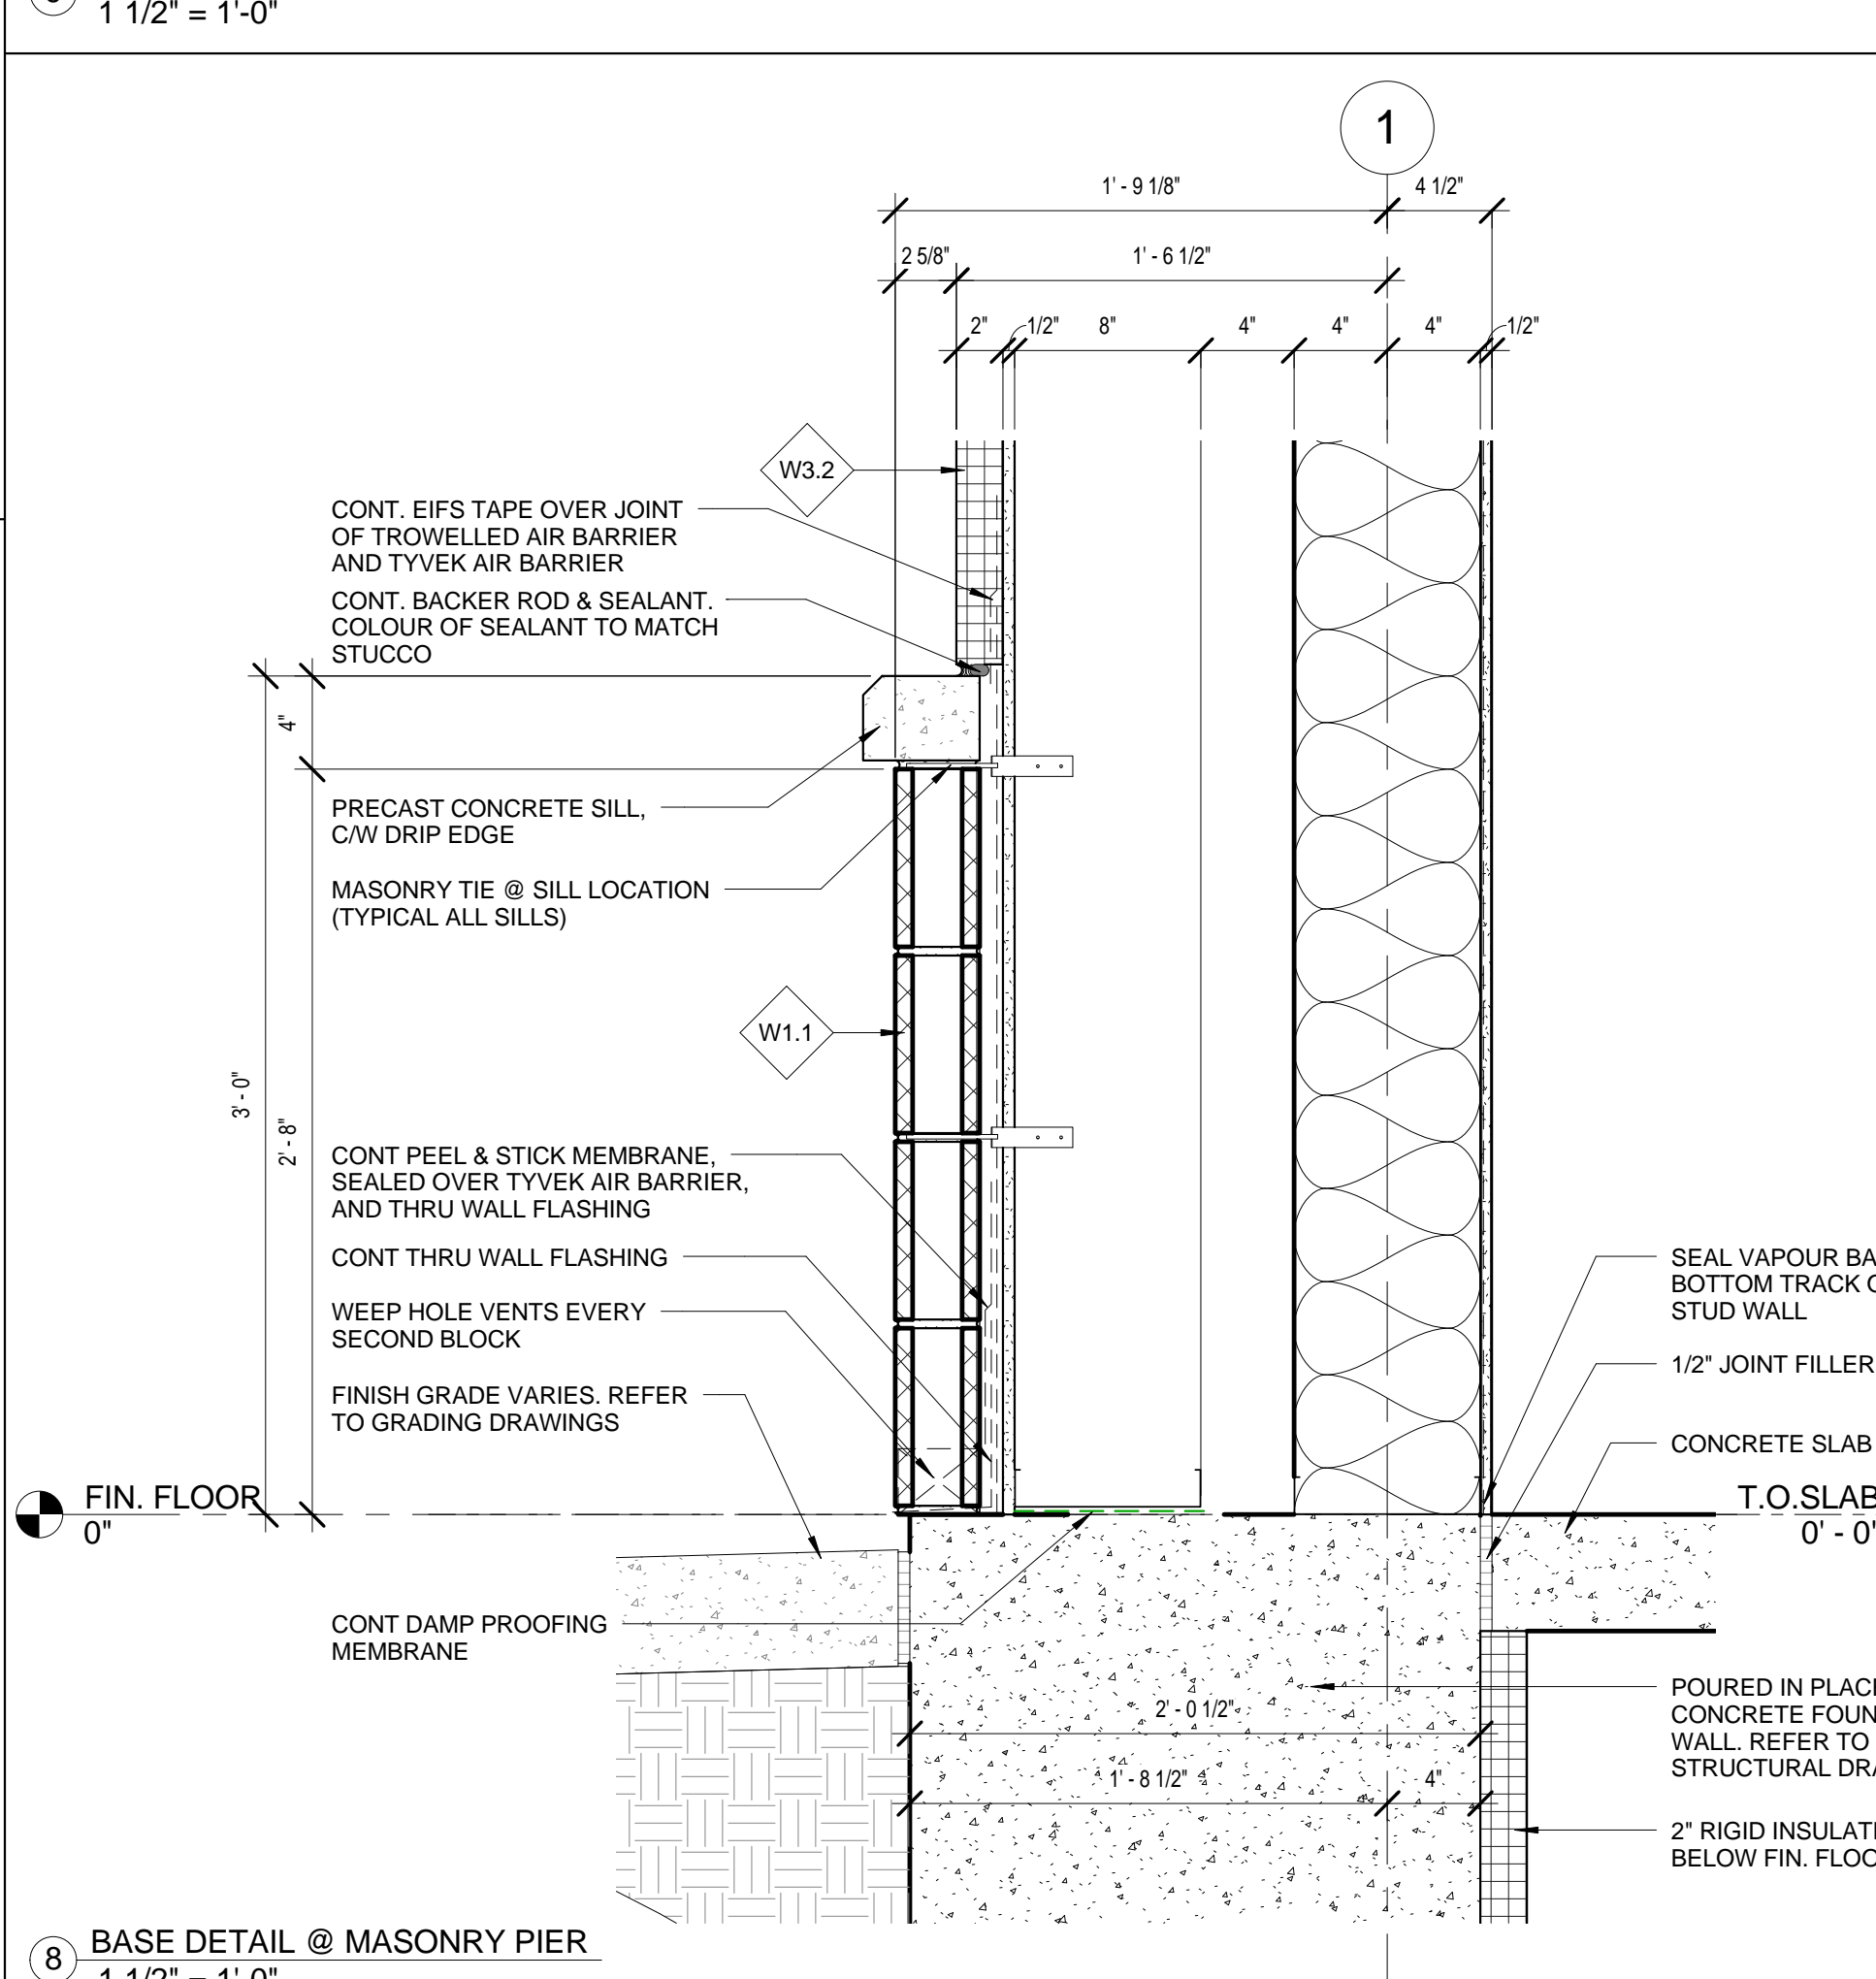 1 1/2" = 1'-0"
1
1' - 9 1/8"
4 1/2"
2 5/8"
1' - 6 1/2"
2"
1/2"
8"
4"
4"
4"
1/2"
W3.2
CONT. EIFS TAPE OVER JOINT
OF TROWELLED AIR BARRIER
AND TYVEK AIR BARRIER
CONT. BACKER ROD & SEALANT.
COLOUR OF SEALANT TO MATCH
STUCCO
4"
PRECAST CONCRETE SILL,
C/W DRIP EDGE
MASONRY TIE @ SILL LOCATION
(TYPICAL ALL SILLS)
W1.1
3' - 0"
2' - 8"
CONT PEEL & STICK MEMBRANE,
SEALED OVER TYVEK AIR BARRIER,
AND THRU WALL FLASHING
CONT THRU WALL FLASHING
WEEP HOLE VENTS EVERY
SECOND BLOCK
FINISH GRADE VARIES. REFER
TO GRADING DRAWINGS
FIN. FLOOR
0"
CONT DAMP PROOFING
MEMBRANE
SEAL VAPOUR BA
BOTTOM TRACK
STUD WALL
1/2" JOINT FILLER
CONCRETE SLAB
T.O.SLAB
0' - 0"
POURED IN PLAC
CONCRETE FOUN
WALL. REFER TO
STRUCTURAL DRA
2' - 0 1/2"
1' - 8 1/2"
4"
2" RIGID INSULATI
BELOW FIN. FLOO
8
BASE DETAIL @ MASONRY PIER
1 1/2" = 1'-0"